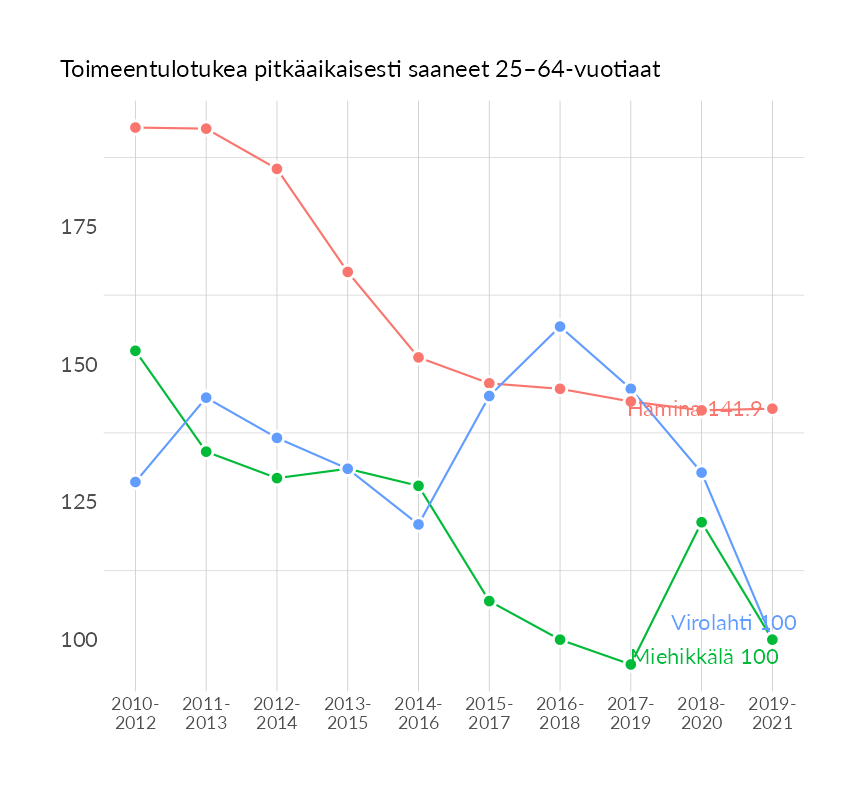 Toimeentulotukea pitkäaikaisesti saaneet 25–64-vuotiaat
175
150
Hamina 141.9
125
Virolahti 100
100
Miehikkälä 100
2010- 2011- 2012- 2013- 2014- 2015- 2016- 2017- 2018- 2019-
2012 2013 2014 2015 2016 2017 2018 2019 2020 2021